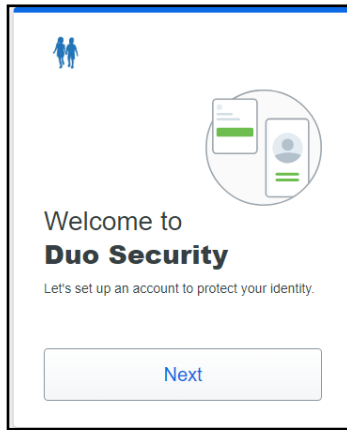 Welcome to
Duo Security
Let's set up an account to protect your identity.
Next